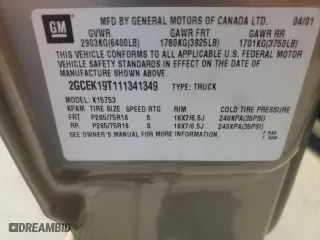 GM
MFD BY GENERAL MOTORS OF CANADA LTD. 04/01
GVWR GAWR FRT GAWR RR
2903KG(6400LB) 1780KG(3925LB) 1701KG(3750LB)
THIS VEHICLE CONFORMS TO ALL APPLICABLE U.S. FEDERAL MOTOR
VEHICLE SAFETY STANDARDS IN EFFECT ON THE DATE OF
MANUFACTURE SHOWN ABOVE.
2GCEK19T111341349 TYPE: TRUCK
MODEL: K15753
KPAM TIRE SIZE SPEED RTG RIM COLD TIRE PRESSURE
FRT P265/75R16 S 16X7/6.5J 240KPA(35PSI)
RR P265/75R16 S 16X7/6.5J 240KPA(35PSI)
SEE OWNER'S MANUAL FOR MORE INFORMATION.
AUTODNA